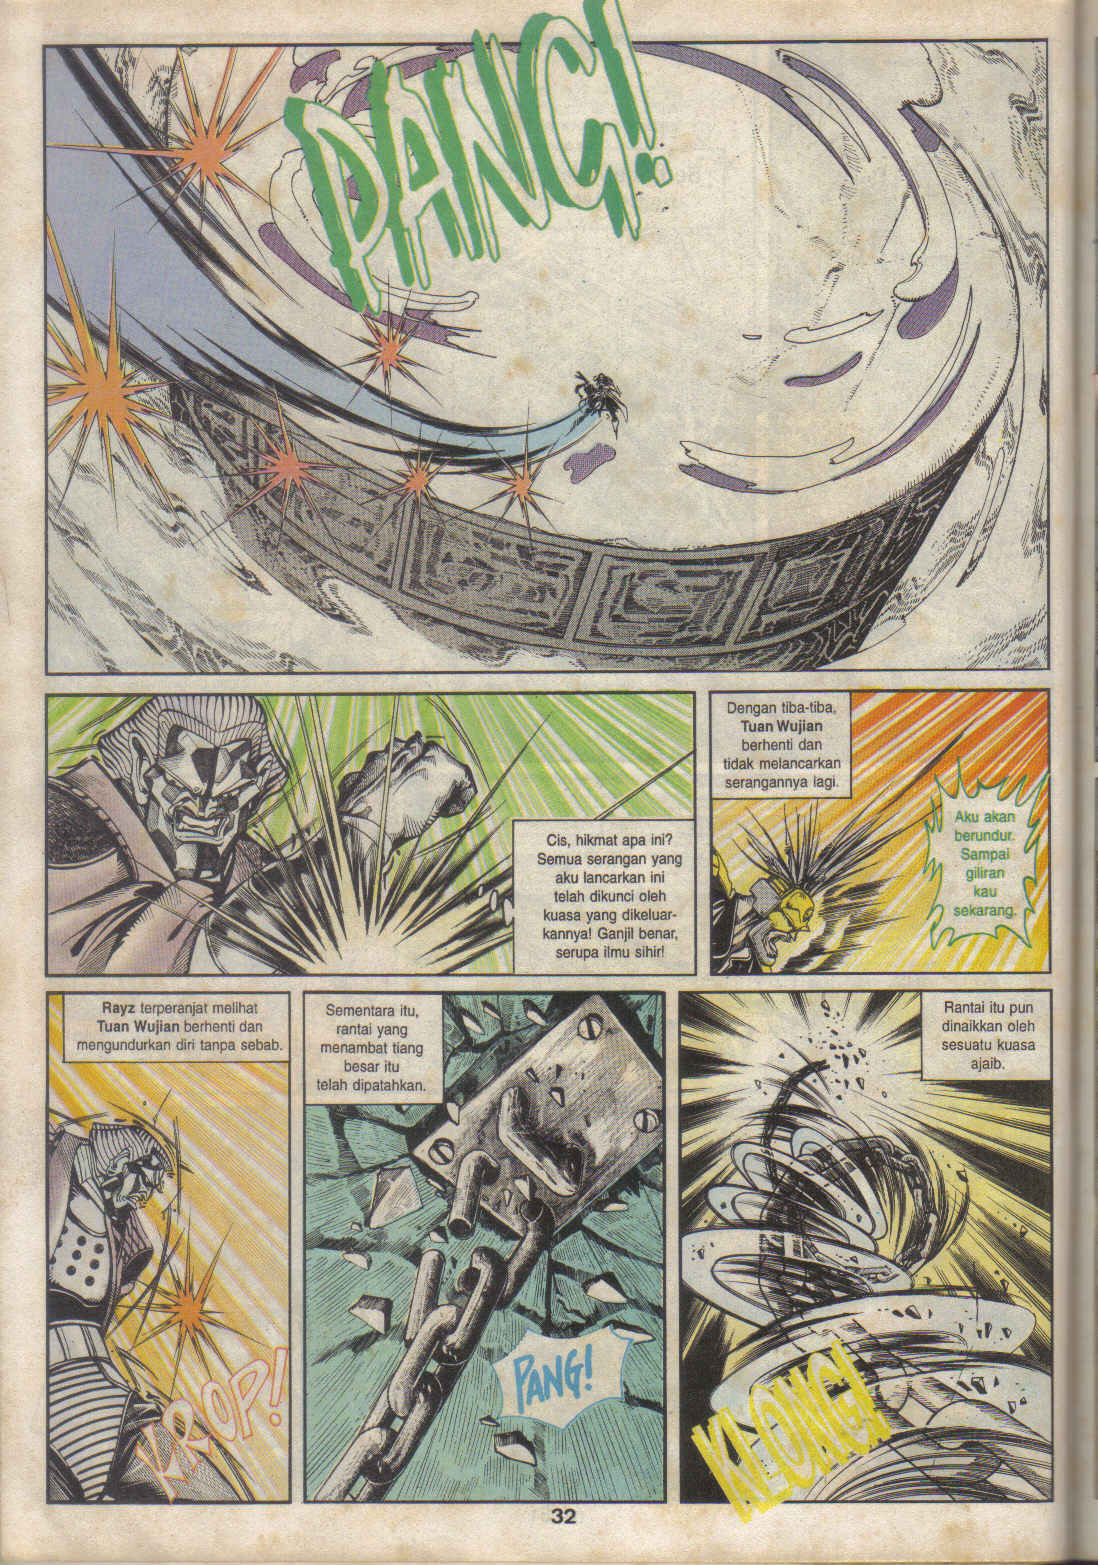 PANG!
Cis, hikmat apa ini?
Semua serangan yang
aku lancarkan ini
telah dikunci oleh
kuasa yang dikeluar-
kannya! Ganjil benar,
serupa ilmu sihir!
Dengan tiba-tiba,
Tuan Wujian
berhenti dan
tidak melancarkan
serangannya lagi.
Aku akan
berundur.
Sampai
giliran
kau
sekarang.
Rayz terperanjat melihat
Tuan Wujian berhenti dan
mengundurkan diri tanpa sebab.
KROP!
Sementara itu,
rantai yang
menambat tiang
besar itu
telah dipatahkan.
PANG!
Rantai itu pun
dinaikkan oleh
sesuatu kuasa
ajaib.
KLONG!
32